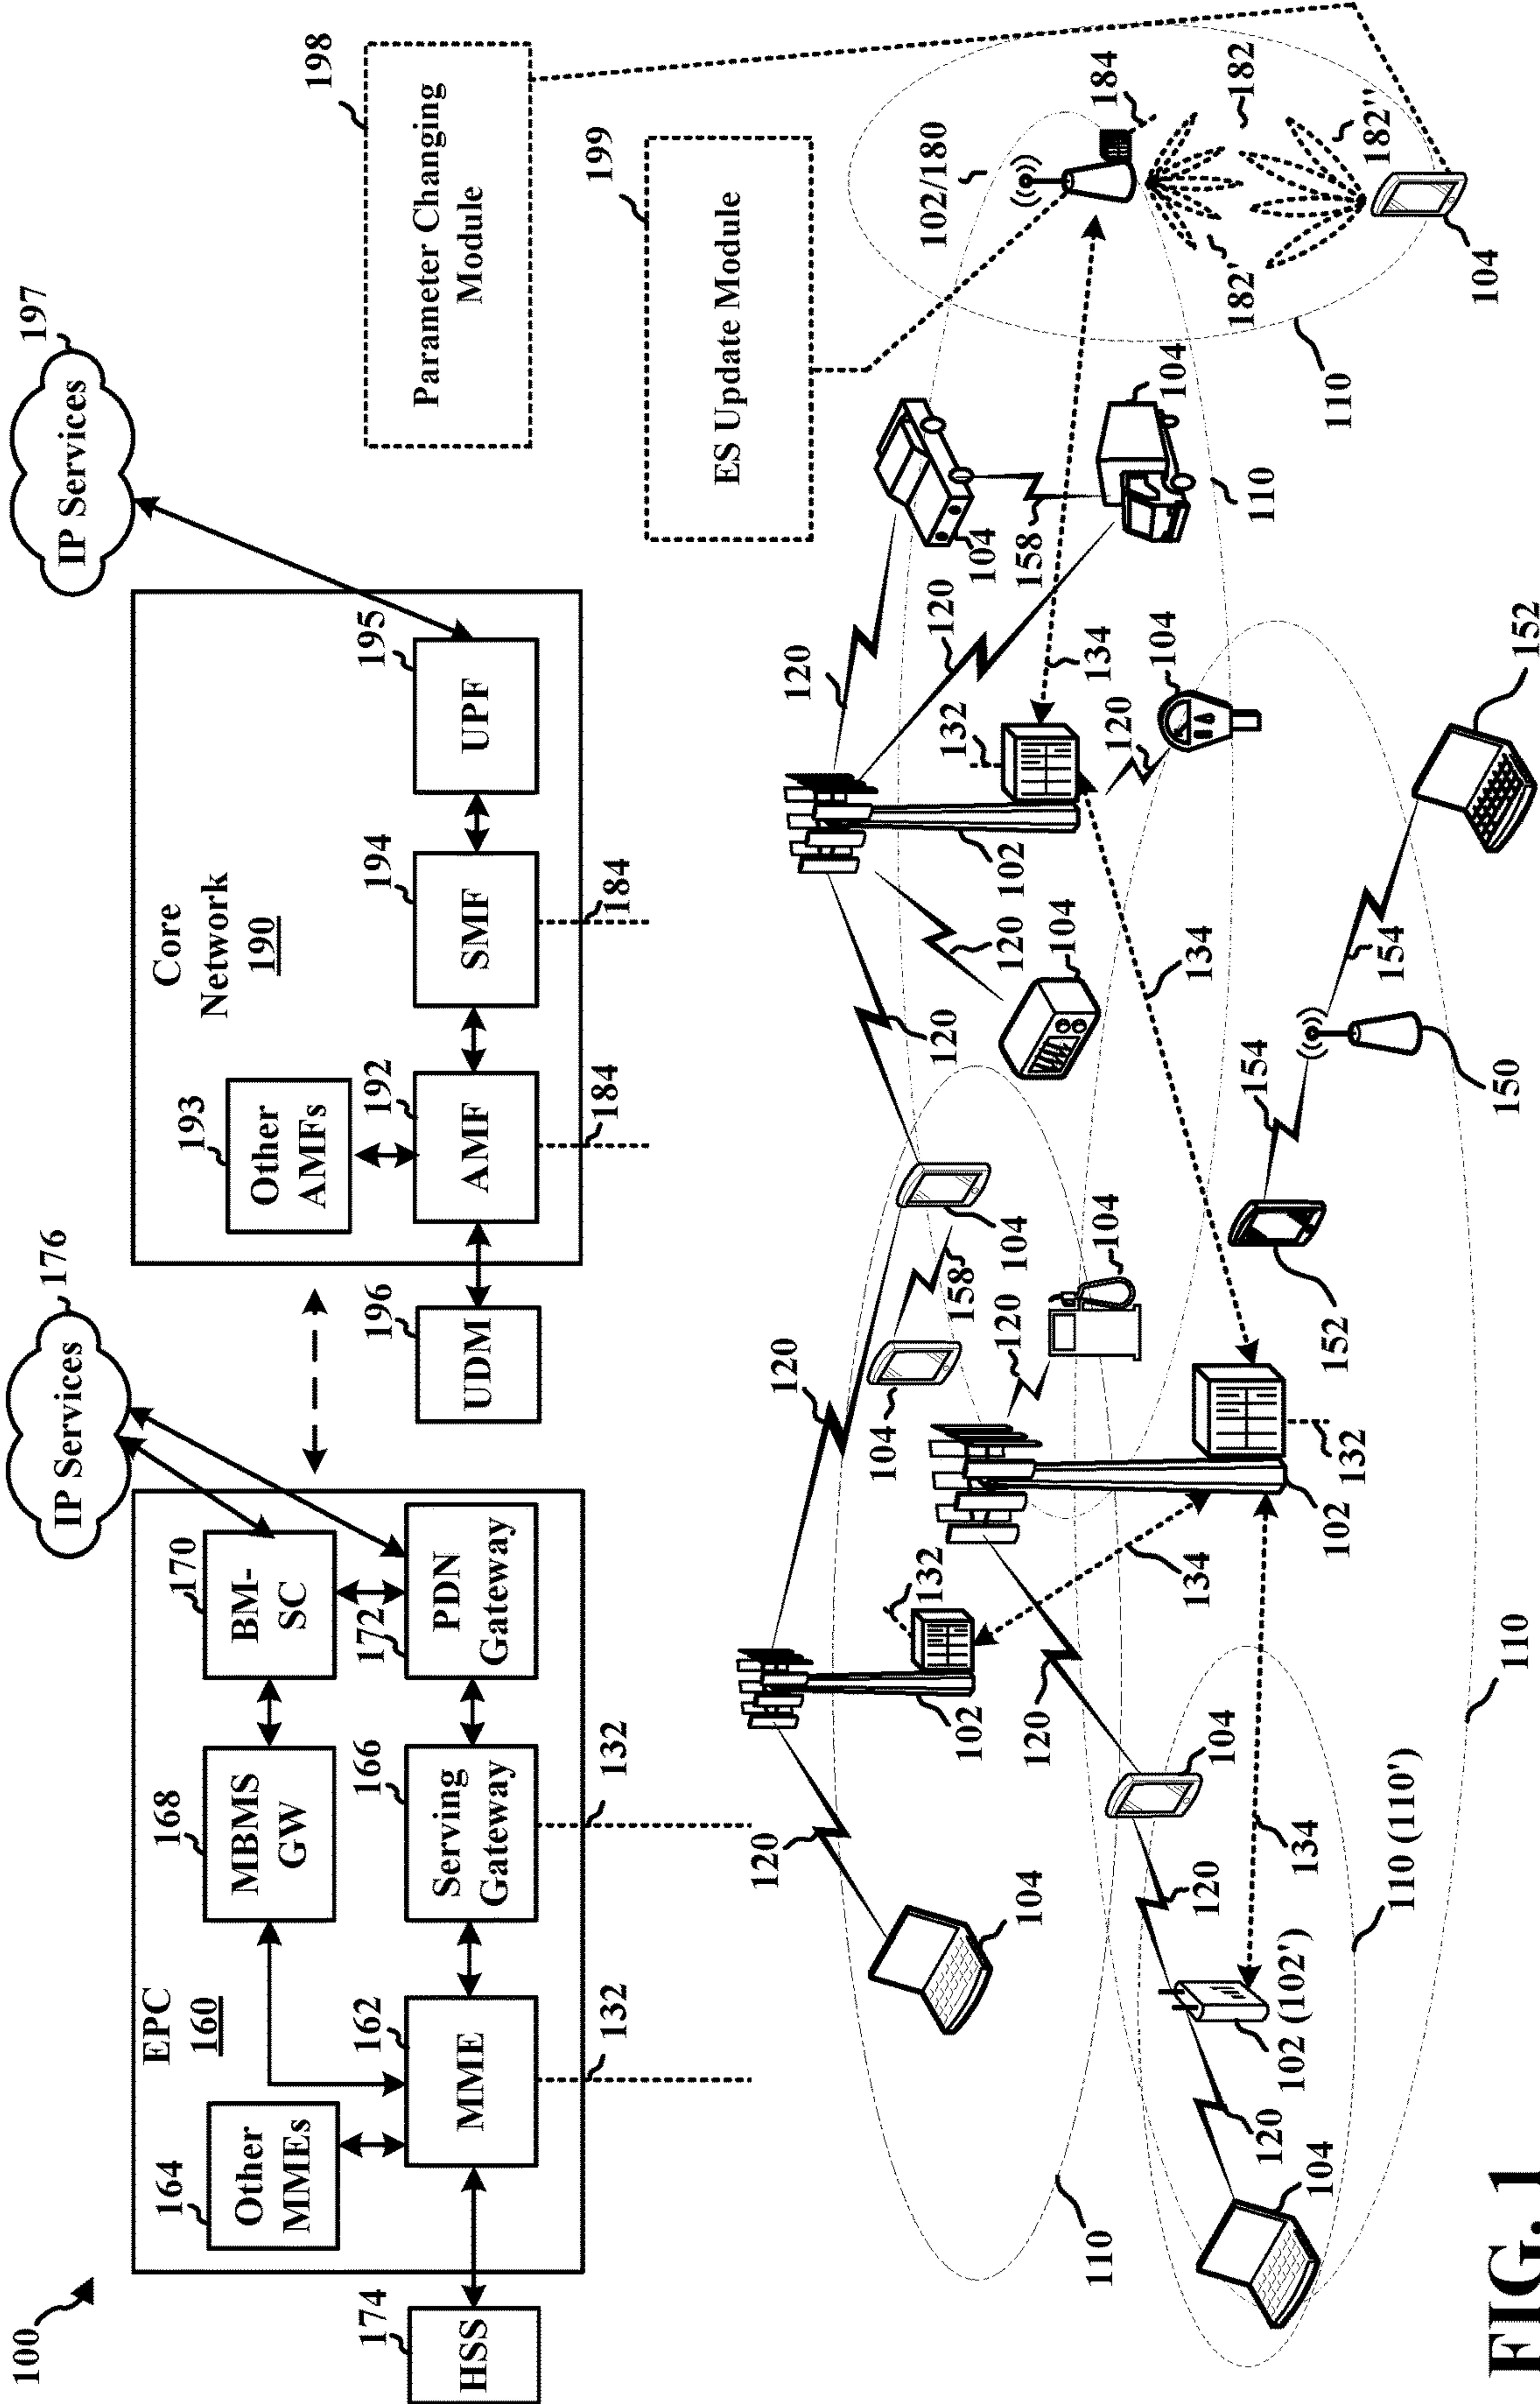 100
EPC
160
164
Other
MMEs
168
MBMS
GW
170
BM-
SC
176
IP Services
174
HSS
162
MME
166
Serving
Gateway
172
PDN
Gateway
132
132
Core
Network
190
193
Other
AMFs
196
UDM
192
AMF
194
SMF
195
UPF
184
184
197
IP Services
198
Parameter Changing
Module
199
ES Update Module
120
104
110
102
132
120
104
158
104
120
120
104
120
120
132
102
120
104
158
104
110
134
120
104
102/180
184
182'
182
182''
104
110
120
104
134
120
104
102
132
134
134
120
104
120
102 (102')
110 (110')
134
110
152
154
150
154
152
FIG. 1